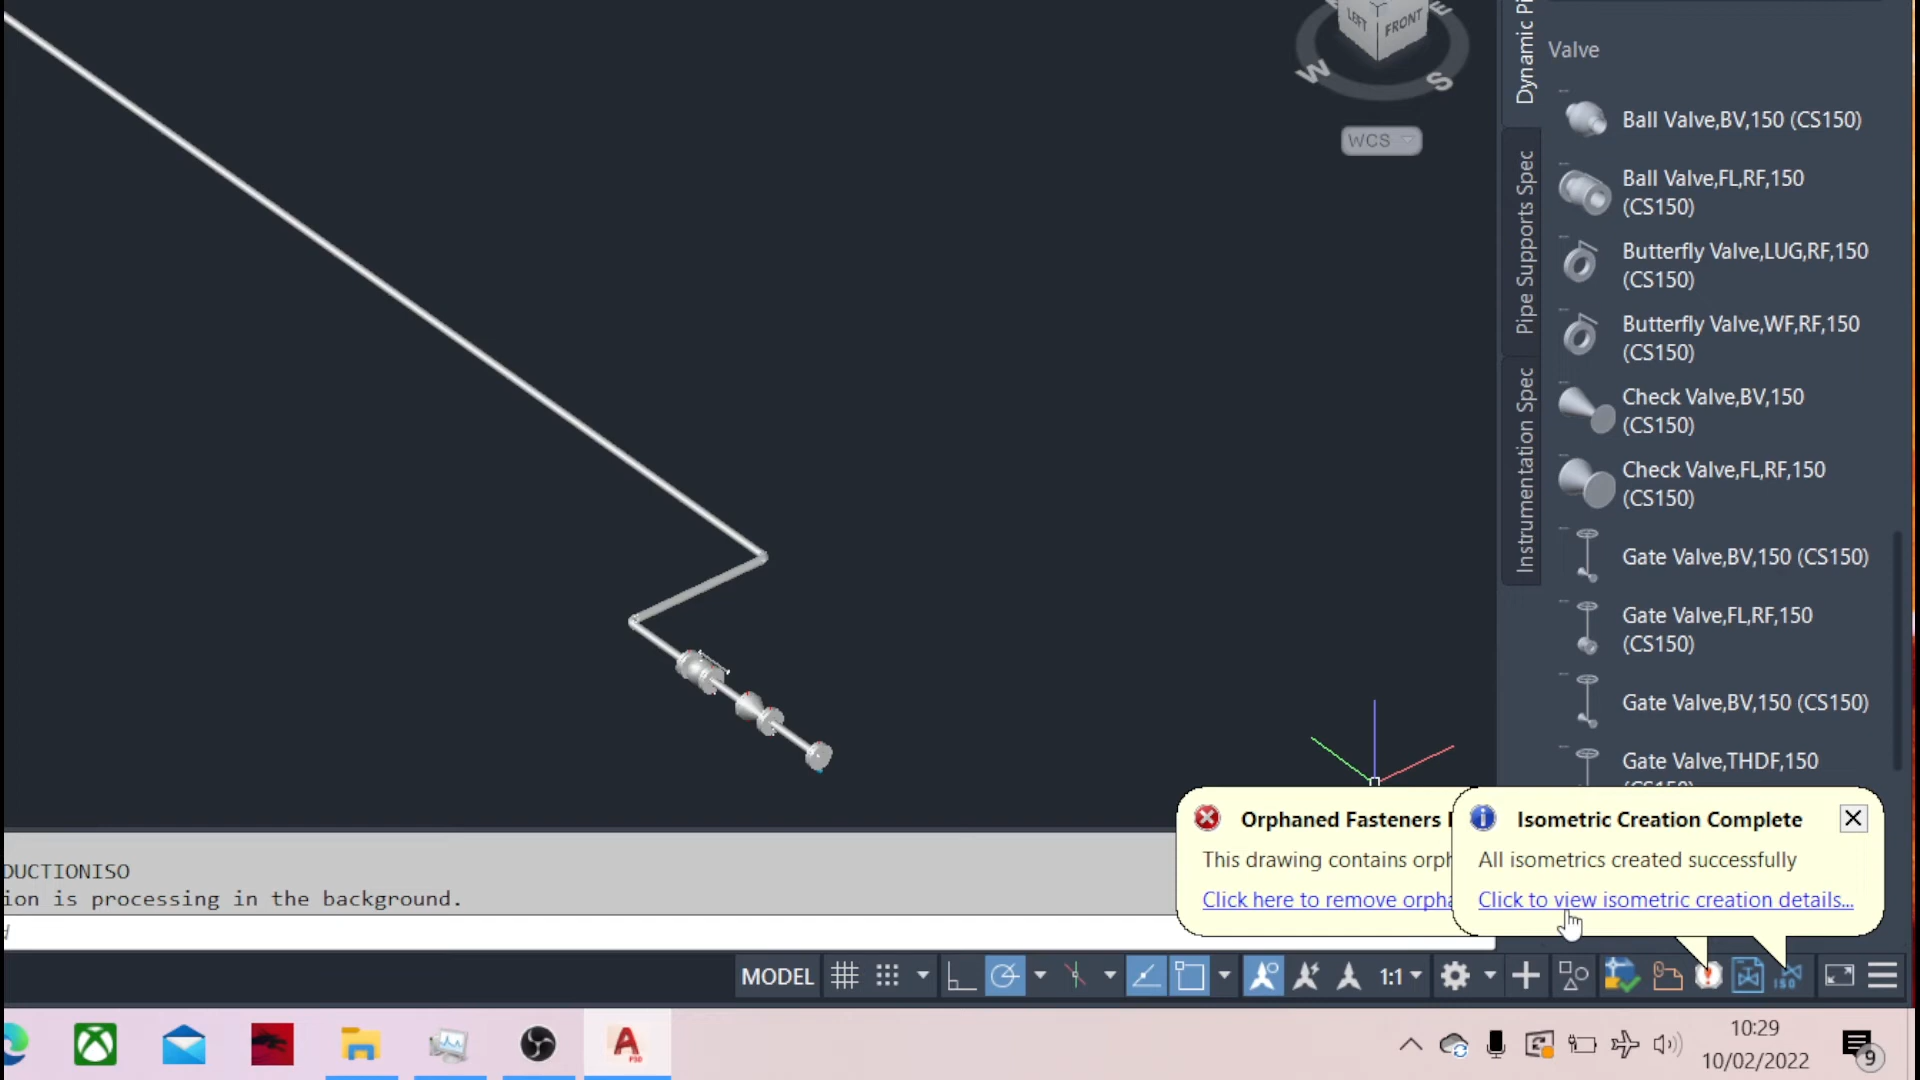 LEFT
FRONT
E
W
S
WCS
Dynamic Pi
Pipe Supports Spec
Instrumentation Spec
Valve
Ball Valve,BV,150 (CS150)
Ball Valve,FL,RF,150
(CS150)
Butterfly Valve,LUG,RF,150
(CS150)
Butterfly Valve,WF,RF,150
(CS150)
Check Valve,BV,150
(CS150)
Check Valve,FL,RF,150
(CS150)
Gate Valve,BV,150 (CS150)
Gate Valve,FL,RF,150
(CS150)
Gate Valve,BV,150 (CS150)
Gate Valve,THDF,150
(CS150)
Orphaned Fasteners
This drawing contains orph
Click here to remove orpha
Isometric Creation Complete
All isometrics created successfully
Click to view isometric creation details...
DUCTIONISO
ion is processing in the background.
d
MODEL
1:1
ISO
A
P3D
10:29
10/02/2022
9